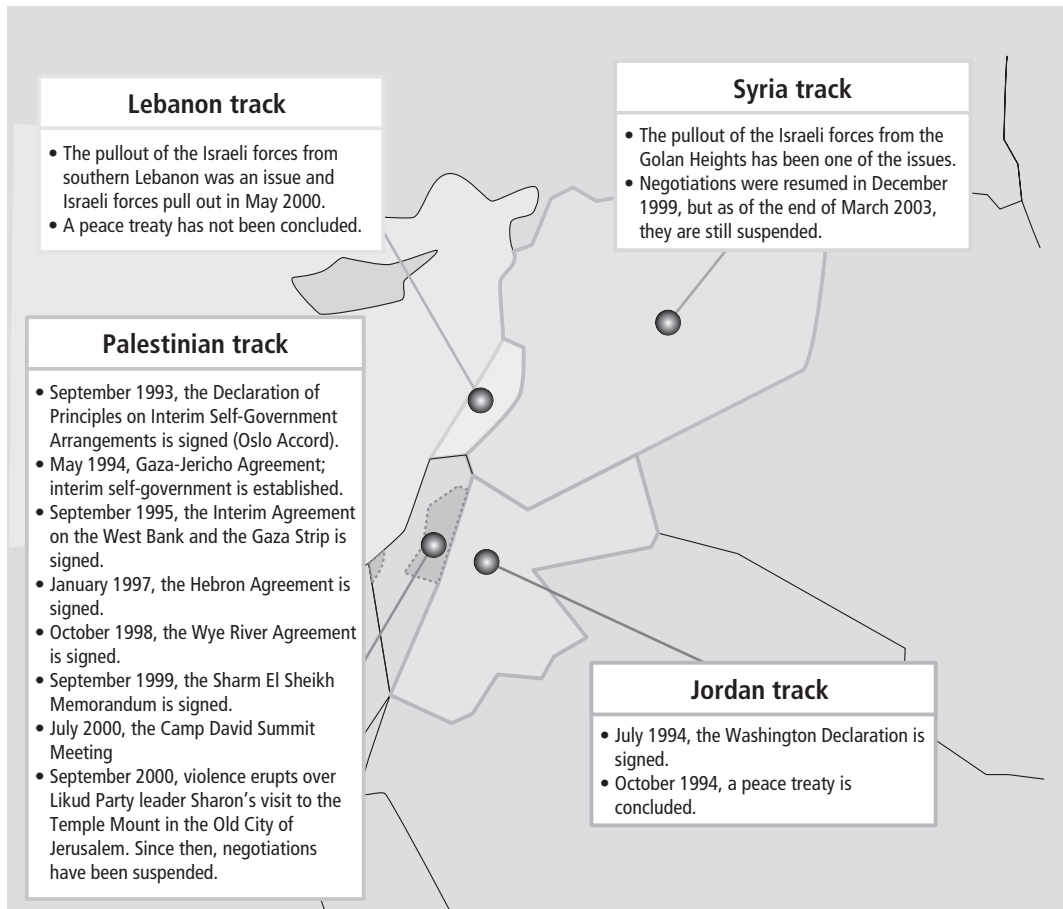 Lebanon track
• The pullout of the Israeli forces from
southern Lebanon was an issue and
Israeli forces pull out in May 2000.
• A peace treaty has not been concluded.
Syria track
• The pullout of the Israeli forces from the
Golan Heights has been one of the issues.
• Negotiations were resumed in December
1999, but as of the end of March 2003,
they are still suspended.
Palestinian track
• September 1993, the Declaration of
Principles on Interim Self-Government
Arrangements is signed (Oslo Accord).
• May 1994, Gaza-Jericho Agreement;
interim self-government is established.
• September 1995, the Interim Agreement
on the West Bank and the Gaza Strip is
signed.
• January 1997, the Hebron Agreement is
signed.
• October 1998, the Wye River Agreement
is signed.
• September 1999, the Sharm El Sheikh
Memorandum is signed.
• July 2000, the Camp David Summit
Meeting
• September 2000, violence erupts over
Likud Party leader Sharon’s visit to the
Temple Mount in the Old City of
Jerusalem. Since then, negotiations
have been suspended.
Jordan track
• July 1994, the Washington Declaration is
signed.
• October 1994, a peace treaty is
concluded.